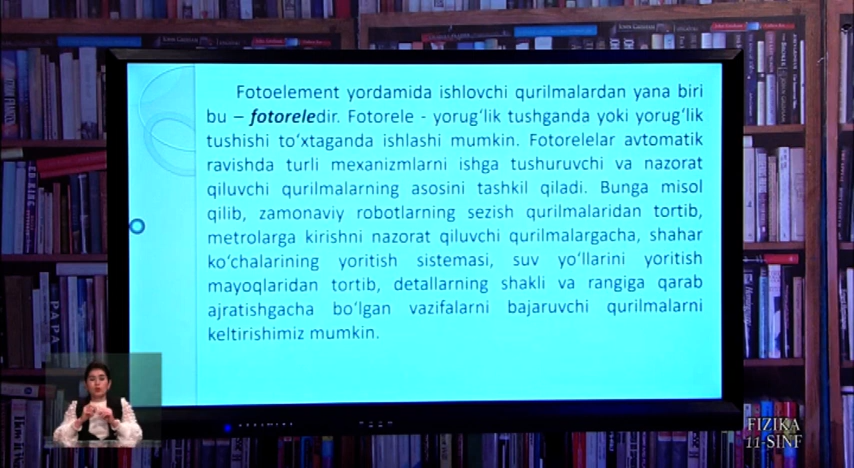 Fotoelement yordamida ishlovchi qurilmalardan yana biri
bu – fotoreledir. Fotorele - yorug‘lik tushganda yoki yorug‘lik
tushishi to‘xtaganda ishlashi mumkin. Fotorelelar avtomatik
ravishda turli mexanizmlarni ishga tushuruvchi va nazorat
qiluvchi qurilmalarning asosini tashkil qiladi. Bunga misol
qilib, zamonaviy robotlarning sezish qurilmalaridan tortib,
metrolarga kirishni nazorat qiluvchi qurilmalargacha, shahar
ko‘chalarining yoritish sistemasi, suv yo‘llarini yoritish
mayoqlaridan tortib, detallarning shakli va rangiga qarab
ajratishgacha bo‘lgan vazifalarni bajaruvchi qurilmalarni
keltirishimiz mumkin.
FIZIKA
11-SINF